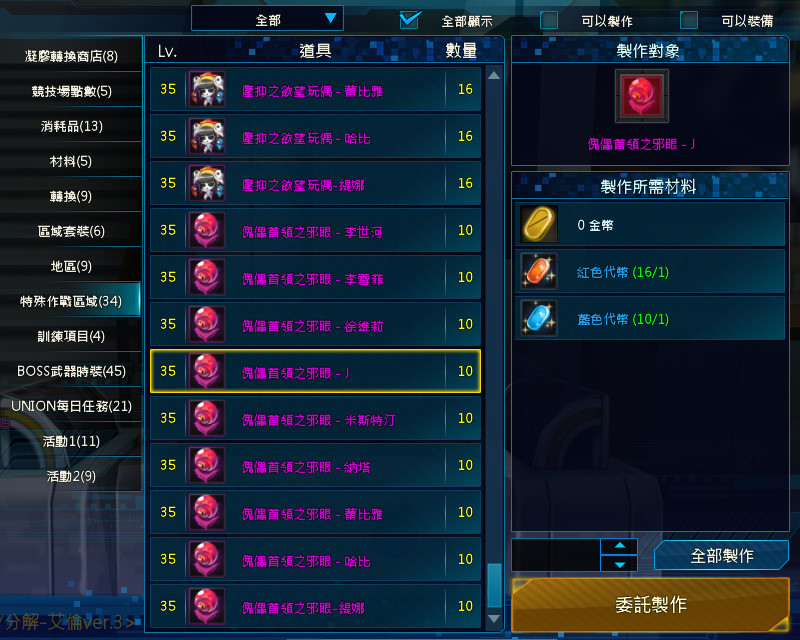 全部
全部顯示
可以製作
可以裝備
凝膠轉換商店(8)
競技場點數(5)
消耗品(13)
材料(5)
轉換(9)
區域套裝(6)
地區(9)
特殊作戰區域(34)
訓練項目(4)
BOSS武器時裝(45)
UNION每日任務(21)
活動1(11)
活動2(9)
Lv. 道具 數量
35 壓抑之欲望玩偶 - 蕾比雅 16
35 壓抑之欲望玩偶 - 哈比 16
35 壓抑之欲望玩偶-緹娜 16
35 傀儡首領之邪眼 - 李世河 10
35 傀儡首領之邪眼 - 李雪菲 10
35 傀儡首領之邪眼 - 徐維莉 10
35 傀儡首領之邪眼 - J 10
35 傀儡首領之邪眼 - 米斯特汀 10
35 傀儡首領之邪眼 - 納塔 10
35 傀儡首領之邪眼 - 蕾比雅 10
35 傀儡首領之邪眼 - 哈比 10
35 傀儡首領之邪眼-緹娜 10
製作對象
傀儡首領之邪眼 - J
製作所需材料
0 金幣
紅色代幣 (16/1)
藍色代幣 (10/1)
全部製作
委託製作
/分解-艾倫ver.3>